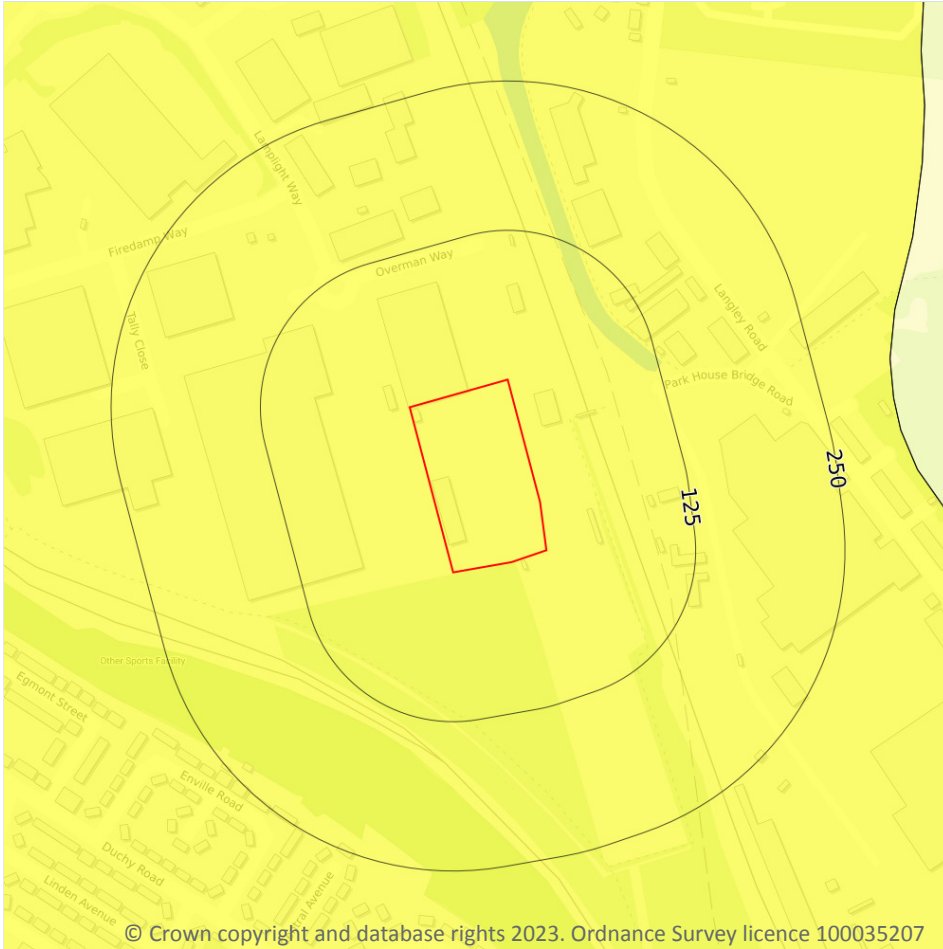 Lamplight Way
Firedamp Way
Overman Way
Tally Close
Langley Road
Park House Bridge Road
250
125
Other Sports Facility
Egmont Street
Enville Road
Duchy Road
Linden Avenue
Avenue
© Crown copyright and database rights 2023. Ordnance Survey licence 100035207